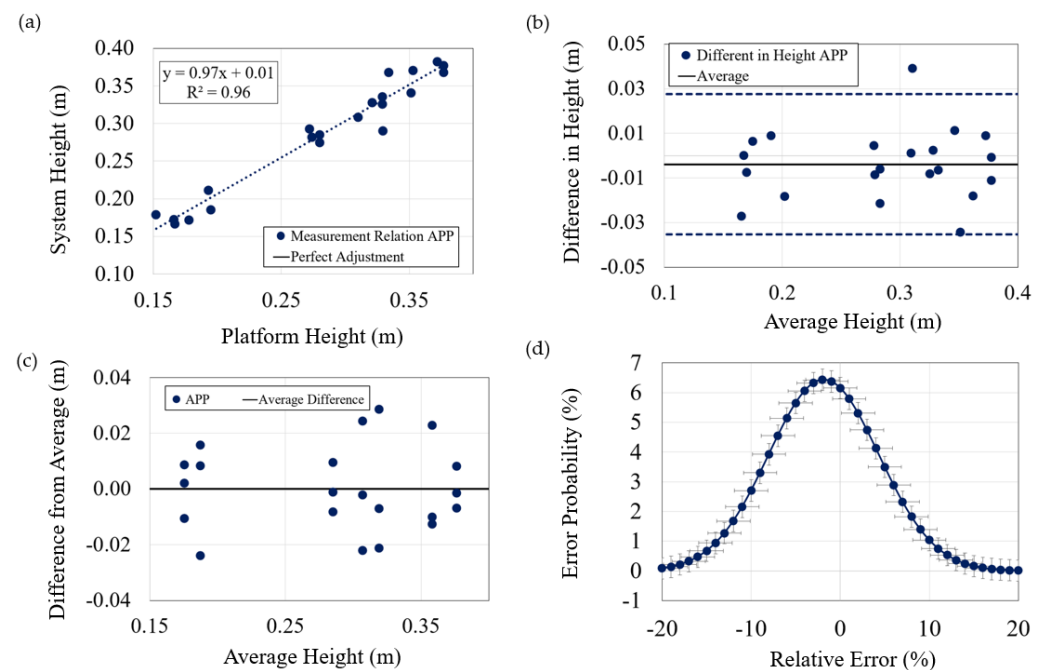 (a)
System Height (m)
0.40
0.35
0.30
0.25
0.20
0.15
0.10
y = 0.97x + 0.01
R² = 0.96
Measurement Relation APP
Perfect Adjustment
0.15
0.25
0.35
Platform Height (m)
(b)
Difference in Height (m)
0.05
0.03
0.01
-0.01
-0.03
-0.05
Different in Height APP
Average
0.1
0.2
0.3
0.4
Average Height (m)
(c)
Difference from Average (m)
0.04
0.02
0.00
-0.02
-0.04
APP
Average Difference
0.15
0.25
0.35
Average Height (m)
(d)
Error Probability (%)
7
6
5
4
3
2
1
0
-1
-20
-10
0
10
20
Relative Error (%)